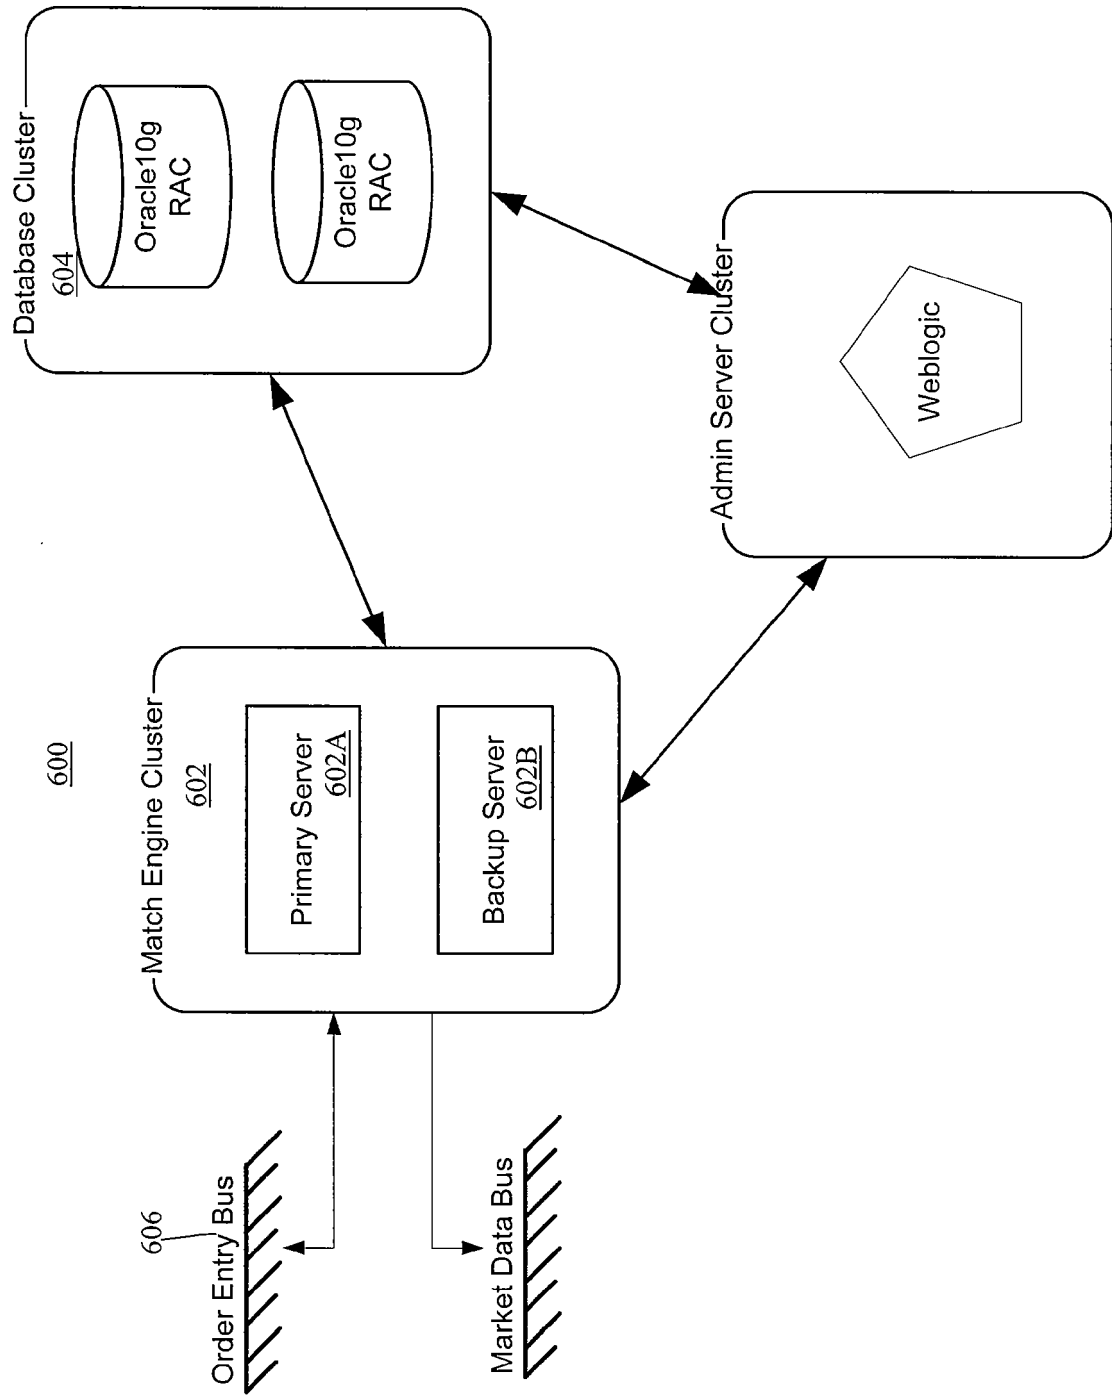 600
Match Engine Cluster
602
Primary Server
602A
Backup Server
602B
Database Cluster
604
Oracle10g
RAC
Oracle10g
RAC
606
Order Entry Bus
Market Data Bus
Admin Server Cluster
Weblogic